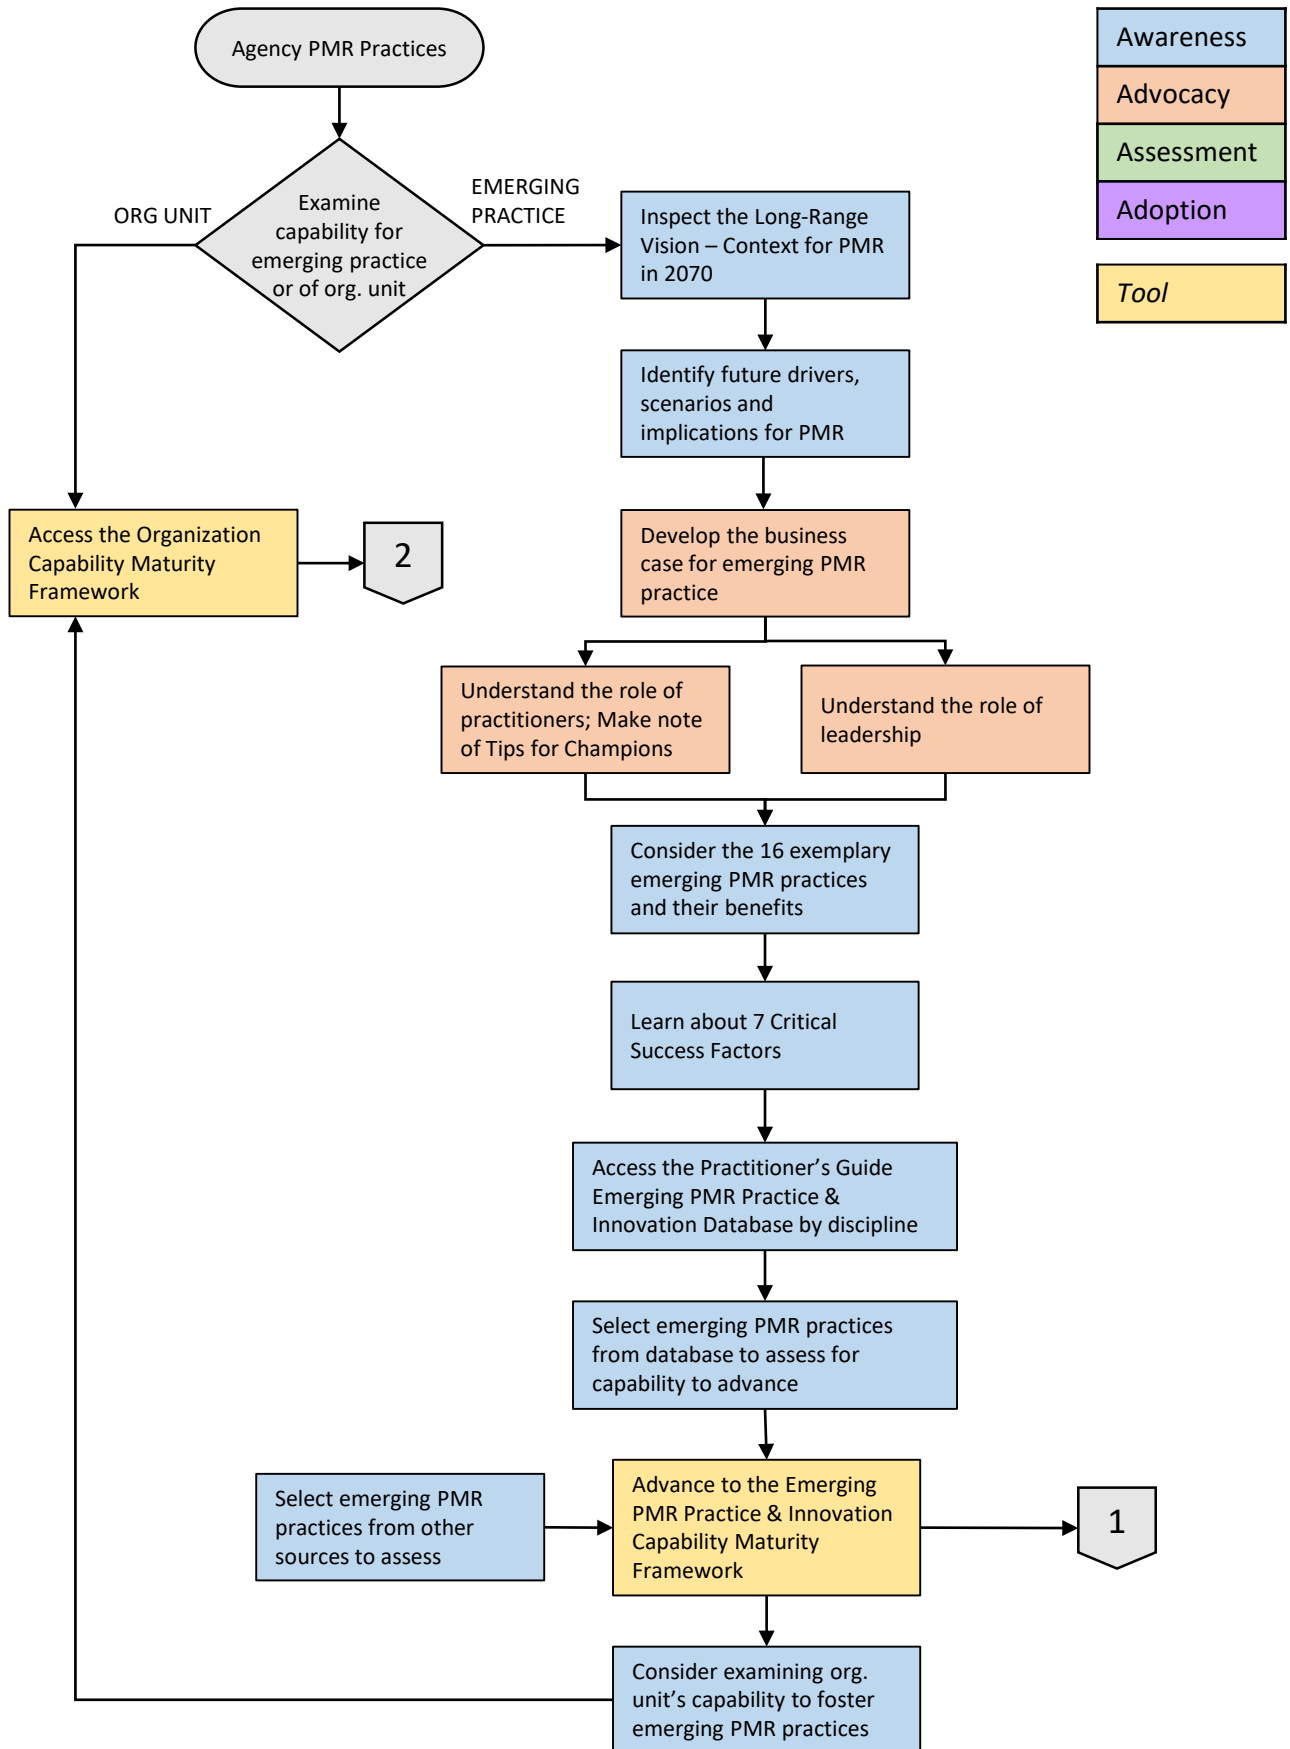 Agency PMR Practices
Awareness
Advocacy
Assessment
Adoption
Tool
ORG UNIT
Examine
capability for
emerging practice
or of org. unit
EMERGING
PRACTICE
Inspect the Long-Range
Vision – Context for PMR
in 2070
Identify future drivers,
scenarios and
implications for PMR
Access the Organization
Capability Maturity
Framework
2
Develop the business
case for emerging PMR
practice
Understand the role of
practitioners; Make note
of Tips for Champions
Understand the role of
leadership
Consider the 16 exemplary
emerging PMR practices
and their benefits
Learn about 7 Critical
Success Factors
Access the Practitioner’s Guide
Emerging PMR Practice &
Innovation Database by discipline
Select emerging PMR practices
from database to assess for
capability to advance
Select emerging PMR
practices from other
sources to assess
Advance to the Emerging
PMR Practice & Innovation
Capability Maturity
Framework
1
Consider examining org.
unit’s capability to foster
emerging PMR practices